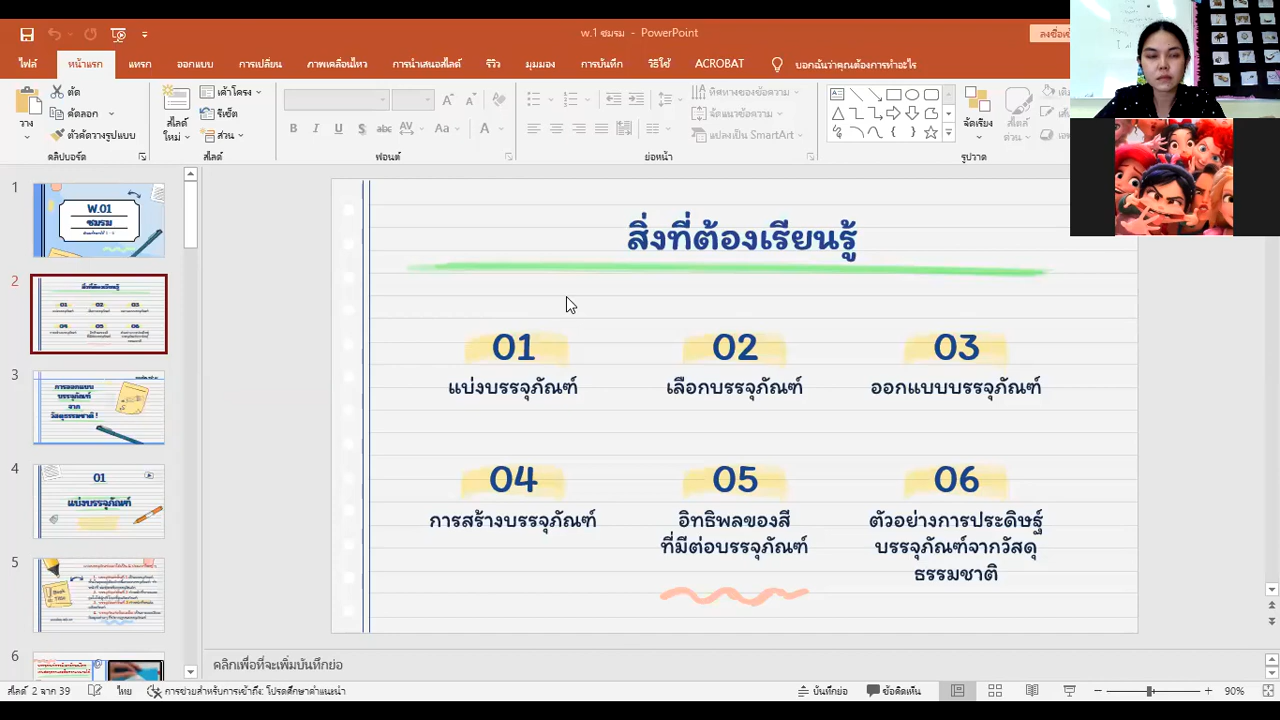 พ.1 ชมรม - PowerPoint
ไฟล์
หน้าแรก
แทรก
ออกแบบ
การเปลี่ยน
ภาพเคลื่อนไหว
การนำเสนอสไลด์
รีวิว
มุมมอง
การบันทึก
วิธีใช้
ACROBAT
บอกฉันว่าคุณต้องการทำอะไร
วาง
ตัด
คัดลอก
ตัวคัดวางรูปแบบ
คลิปบอร์ด
สไลด์
ใหม่
เค้าโครง
รีเซ็ต
ส่วน
สไลด์
B I U S abc AV
ฟอนต์
ทิศทางของข้อความ
จัดแนวข้อความ
แปลงเป็น SmartArt
ย่อหน้า
จัดเรียง
สไตล์
ด่วน
รูปวาด
1
W.01
ชมรม
2
3
การออกแบบ
บรรจุภัณฑ์
จาก
วัสดุธรรมชาติ !
4
01
แบ่งบรรจุภัณฑ์
5
6
สิ่งที่ต้องเรียนรู้
01
แบ่งบรรจุภัณฑ์
02
เลือกบรรจุภัณฑ์
03
ออกแบบบรรจุภัณฑ์
04
การสร้างบรรจุภัณฑ์
05
อิทธิพลของสี
ที่มีต่อบรรจุภัณฑ์
06
ตัวอย่างการประดิษฐ์
บรรจุภัณฑ์จากวัสดุ
ธรรมชาติ
คลิกเพื่อที่จะเพิ่มบันทึกย่อ
สไลด์ 2 จาก 39
ไทย
การช่วยสำหรับการเข้าถึง: โปรดศึกษาคำแนะนำ
บันทึกย่อ
ข้อคิดเห็น
90%